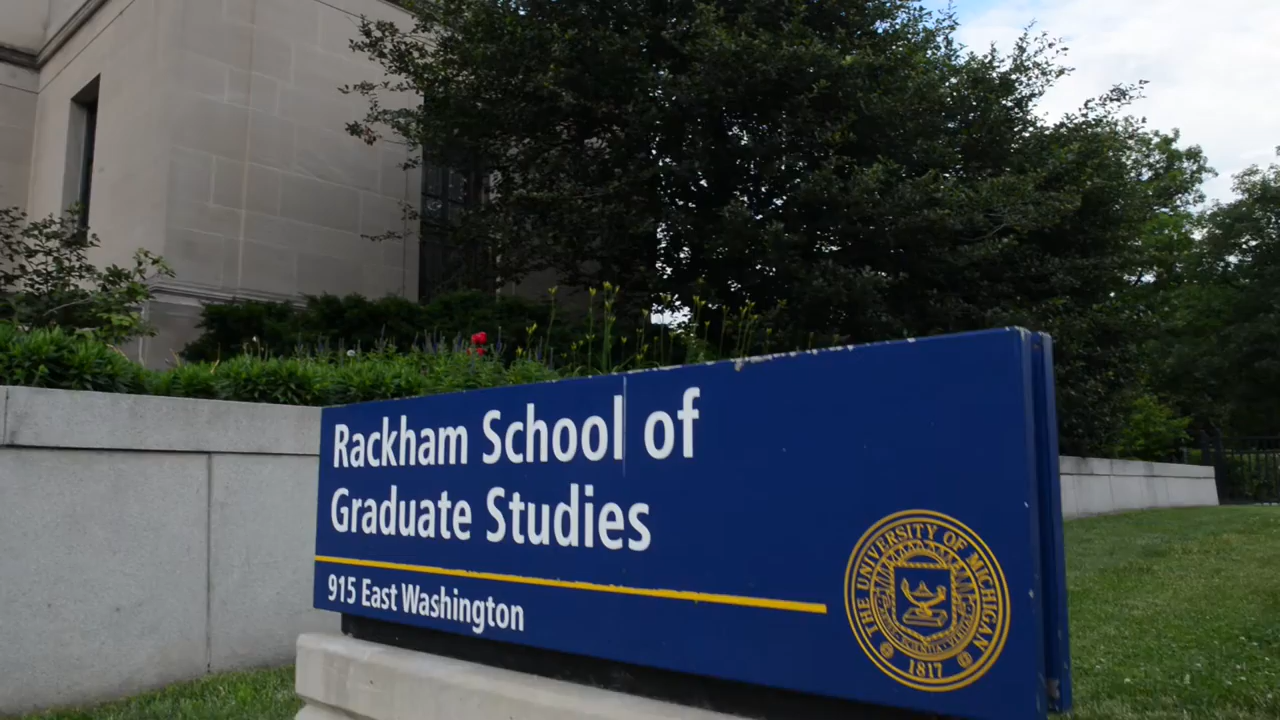 Rackham School of
Graduate Studies
915 East Washington
THE UNIVERSITY OF MICHIGAN
1817